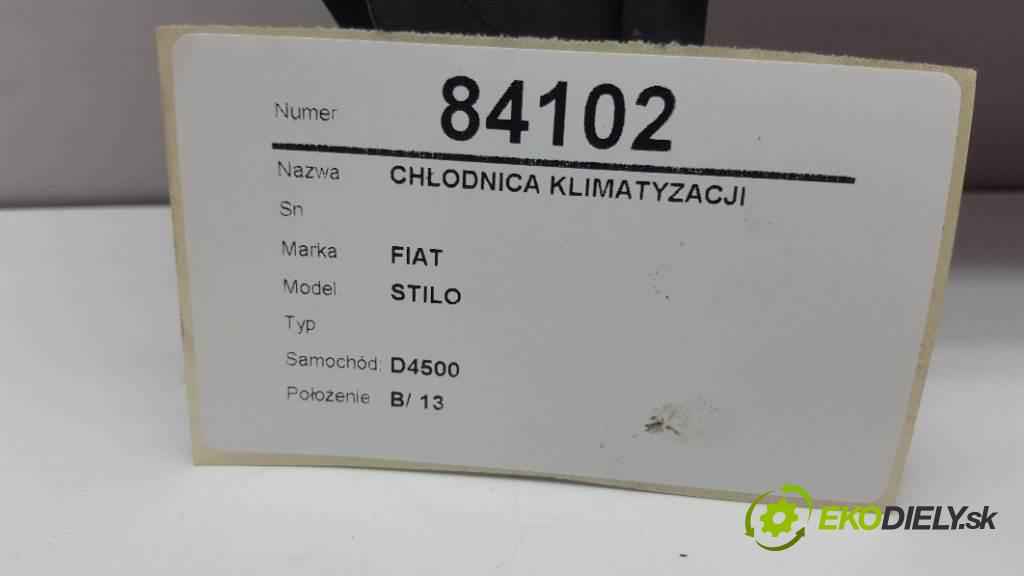 Numer 84102
Nazwa CHŁODNICA KLIMATYZACJI
Sn
Marka FIAT
Model STILO
Typ
Samochód: D4500
Położenie B/ 13
EKODIELY.sk